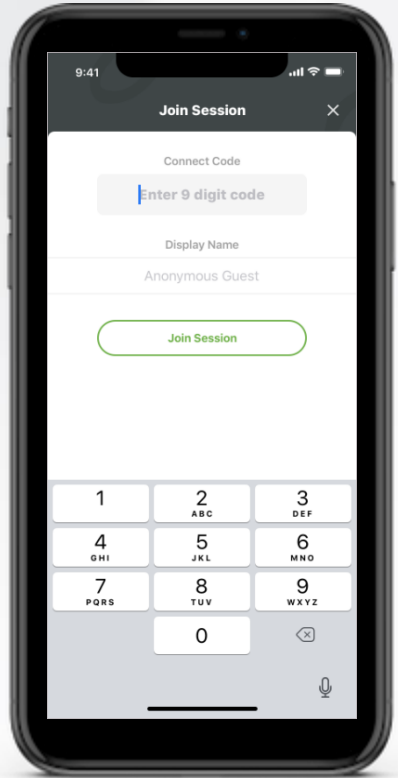 9:41
Join Session
Connect Code
Enter 9 digit code
Display Name
Anonymous Guest
Join Session
1
2
ABC
3
DEF
4
GHI
5
JKL
6
MNO
7
PQRS
8
TUV
9
WXYZ
0